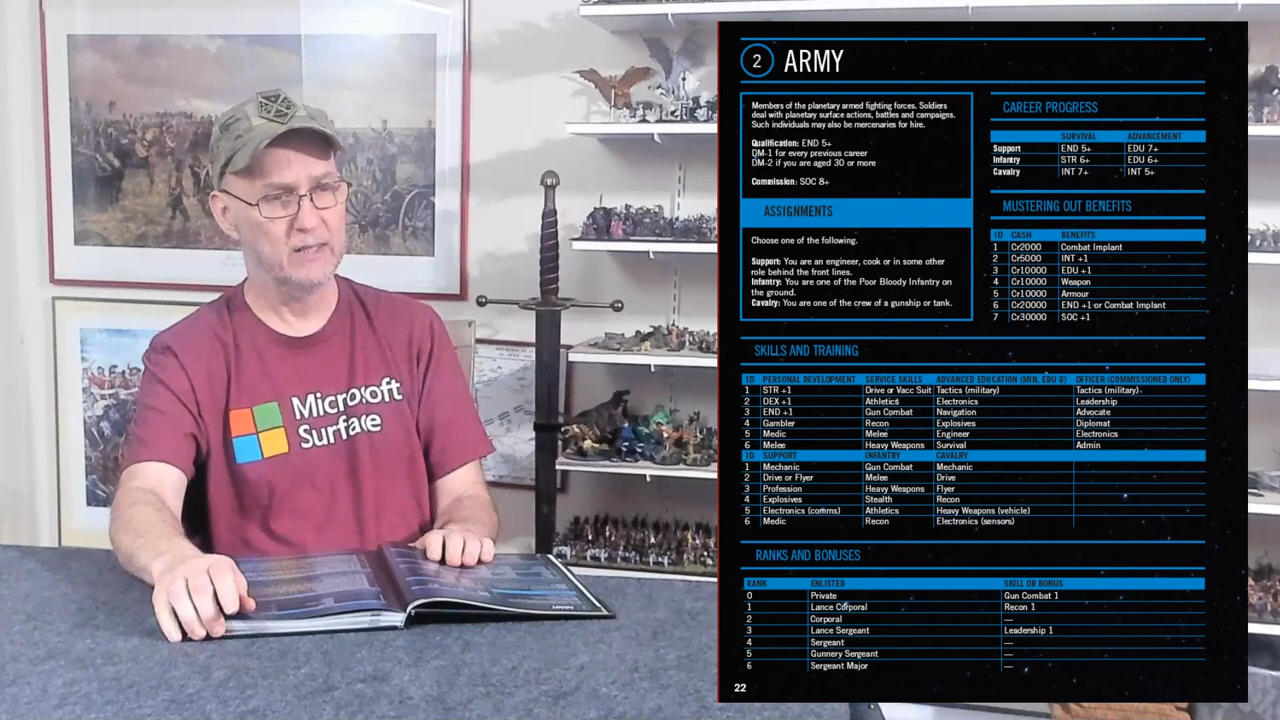 Microsoft
Surface
2 ARMY
Members of the planetary armed fighting forces. Soldiers
deal with planetary surface actions, battles and campaigns.
Such individuals may also be mercenaries for hire.
Qualification: END 5+
DM-1 for every previous career
DM-2 if you are aged 30 or more
Commission: SOC 8+
ASSIGNMENTS
Choose one of the following.
Support: You are an engineer, cook or in some other
role behind the front lines.
Infantry: You are one of the Poor Bloody Infantry on
the ground.
Cavalry: You are one of the crew of a gunship or tank.
CAREER PROGRESS
SURVIVAL ADVANCEMENT
Support END 5+ EDU 7+
Infantry STR 6+ EDU 6+
Cavalry INT 7+ INT 5+
MUSTERING OUT BENEFITS
1D CASH BENEFITS
1 Cr2000 Combat Implant
2 Cr5000 INT +1
3 Cr10000 EDU +1
4 Cr10000 Weapon
5 Cr10000 Armour
6 Cr20000 END +1 or Combat Implant
7 Cr30000 SOC +1
SKILLS AND TRAINING
1D PERSONAL DEVELOPMENT SERVICE SKILLS ADVANCED EDUCATION (MIN. EDU 8) OFFICER (COMMISSIONED ONLY)
1 STR +1 Drive or Vacc Suit Tactics (military) Tactics (military)
2 DEX +1 Athletics Electronics Leadership
3 END +1 Gun Combat Navigation Advocate
4 Gambler Recon Explosives Diplomat
5 Medic Melee Engineer Electronics
6 Melee Heavy Weapons Survival Admin
1D SUPPORT INFANTRY CAVALRY
1 Mechanic Gun Combat Mechanic
2 Drive or Flyer Melee Drive
3 Profession Heavy Weapons Flyer
4 Explosives Stealth Recon
5 Electronics (comms) Athletics Heavy Weapons (vehicle)
6 Medic Recon Electronics (sensors)
RANKS AND BONUSES
RANK ENLISTED SKILL OR BONUS
0 Private Gun Combat 1
1 Lance Corporal Recon 1
2 Corporal —
3 Lance Sergeant Leadership 1
4 Sergeant —
5 Gunnery Sergeant —
6 Sergeant Major —
22